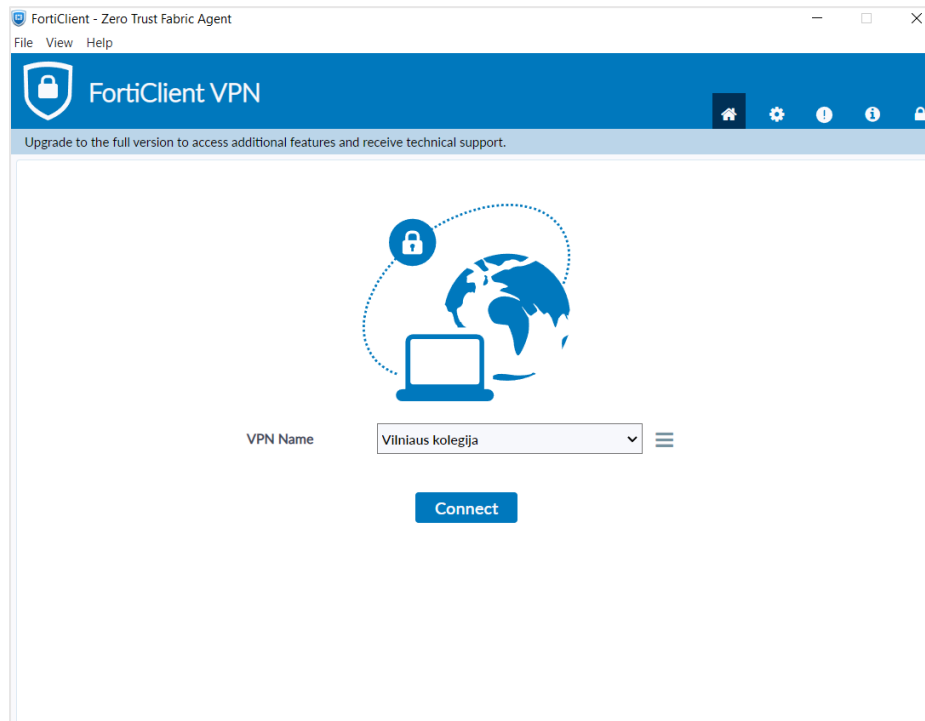 FortiClient - Zero Trust Fabric Agent
File View Help
FortiClient VPN
Upgrade to the full version to access additional features and receive technical support.
VPN Name Vilniaus kolegija
Connect